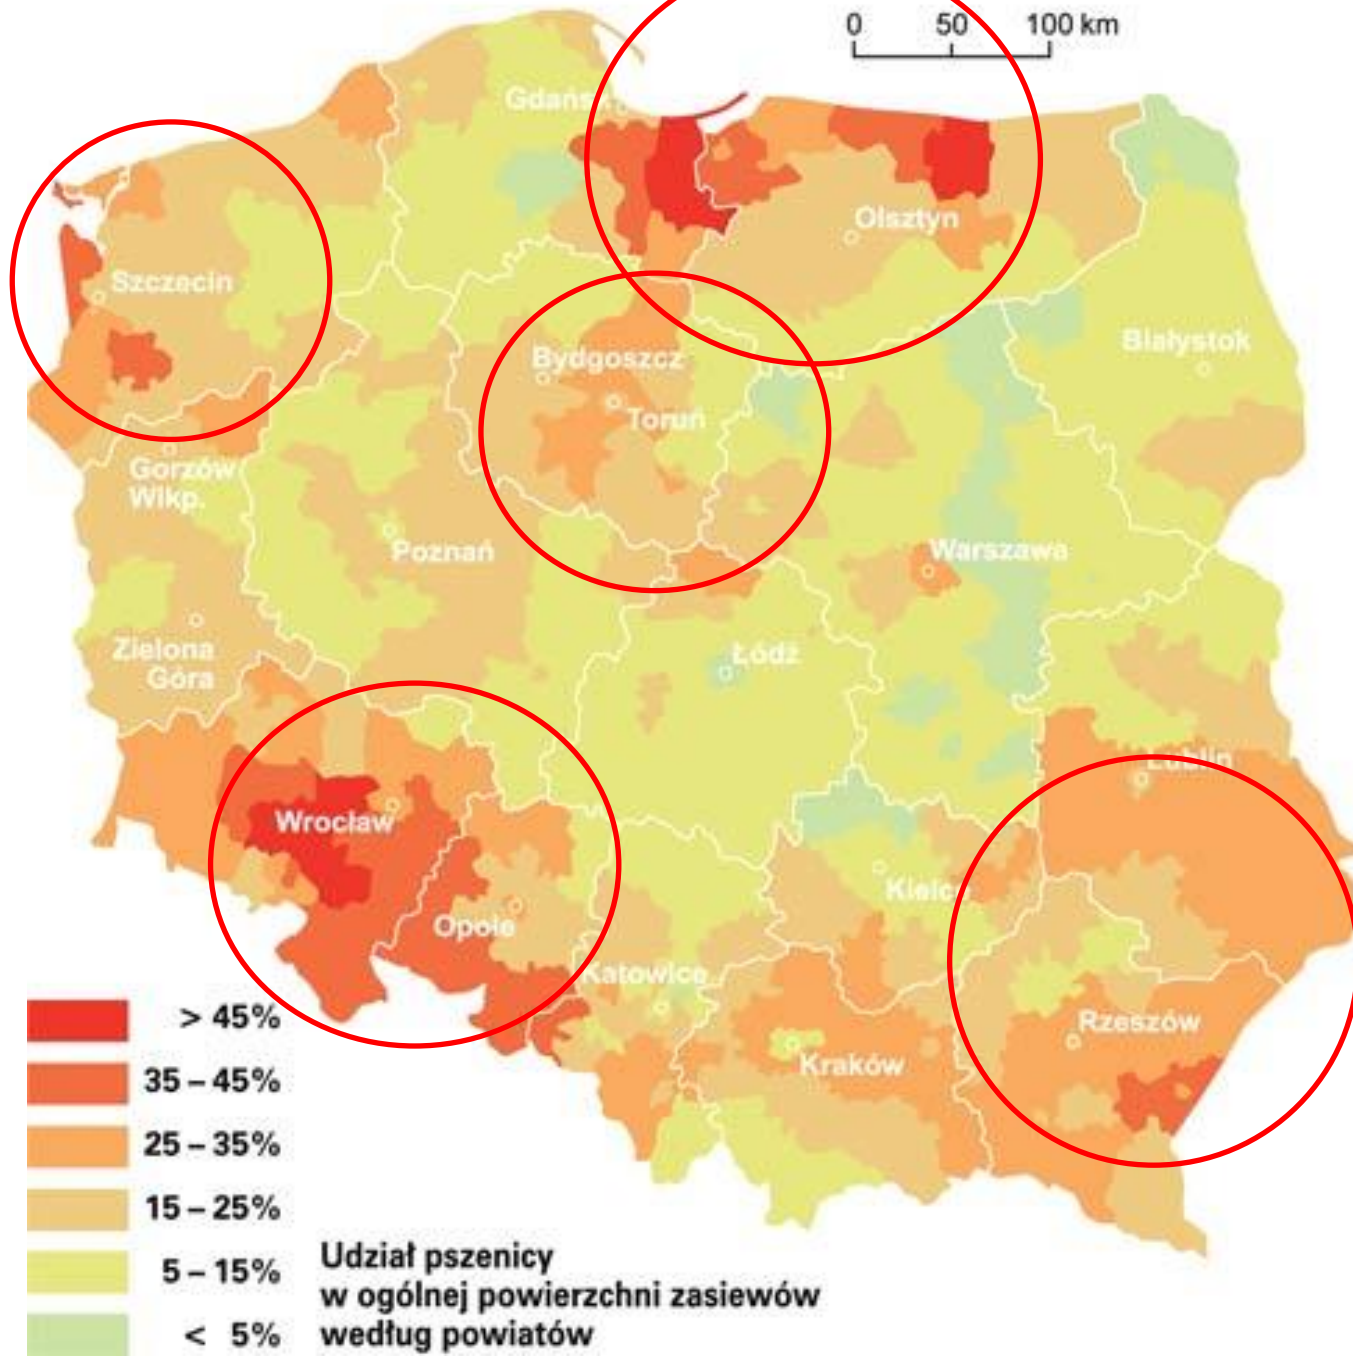 0 50 100 km
Gdańsk
Olsztyn
Szczecin
Białystok
Bydgoszcz
Toruń
Gorzów
Wlkp.
Poznań
Warszawa
Zielona
Góra
Łódź
Lublin
Wrocław
Kielce
Opole
Katowice
Rzeszów
Kraków
> 45%
35 – 45%
25 – 35%
15 – 25%
5 – 15%
< 5%
Udział pszenicy
w ogólnej powierzchni zasiewów
według powiatów